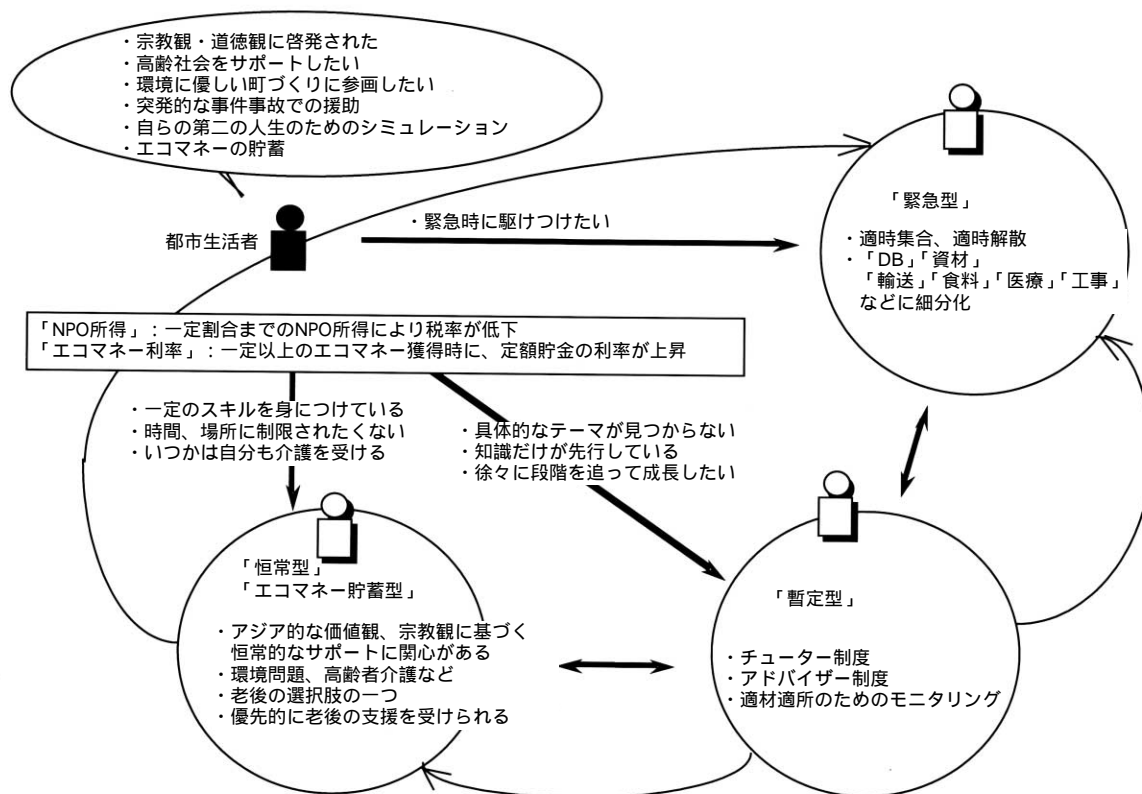 ・宗教観・道徳観に啓発された
・高齢社会をサポートしたい
・環境に優しい町づくりに参画したい
・突発的な事件事故での援助
・自らの第二の人生のためのシミュレーション
・エコマネーの貯蓄
都市生活者
・緊急時に駆けつけたい
「緊急型」
・適時集合、適時解散
・「DB」「資材」
「輸送」「食料」「医療」「工事」
などに細分化
「NPO所得」：一定割合までのNPO所得により税率が低下
「エコマネー利率」：一定以上のエコマネー獲得時に、定額貯金の利率が上昇
・一定のスキルを身につけている
・時間、場所に制限されたくない
・いつかは自分も介護を受ける
・具体的なテーマが見つからない
・知識だけが先行している
・徐々に段階を追って成長したい
「恒常型」
「エコマネー貯蓄型」
・アジア的な価値観、宗教観に基づく
恒常的なサポートに関心がある
・環境問題、高齢者介護など
・老後の選択肢の一つ
・優先的に老後の支援を受けられる
「暫定型」
・チューター制度
・アドバイザー制度
・適材適所のためのモニタリング